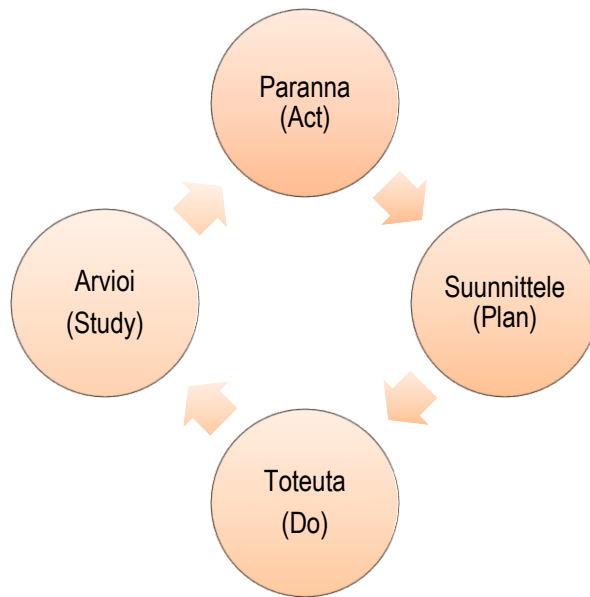 Paranna
(Act)
Arvioi
(Study)
Suunnittele
(Plan)
Toteuta
(Do)